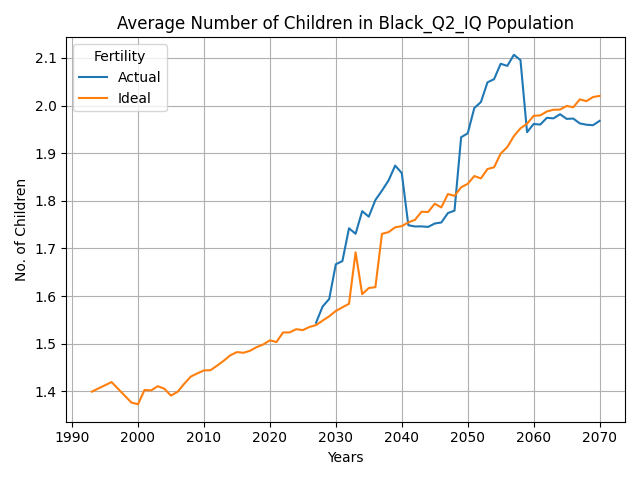 Average Number of Children in Black_Q2_IQ Population
Fertility
Actual
Ideal
No. of Children
2.1
2.0
1.9
1.8
1.7
1.6
1.5
1.4
1990 2000 2010 2020 2030 2040 2050 2060 2070
Years